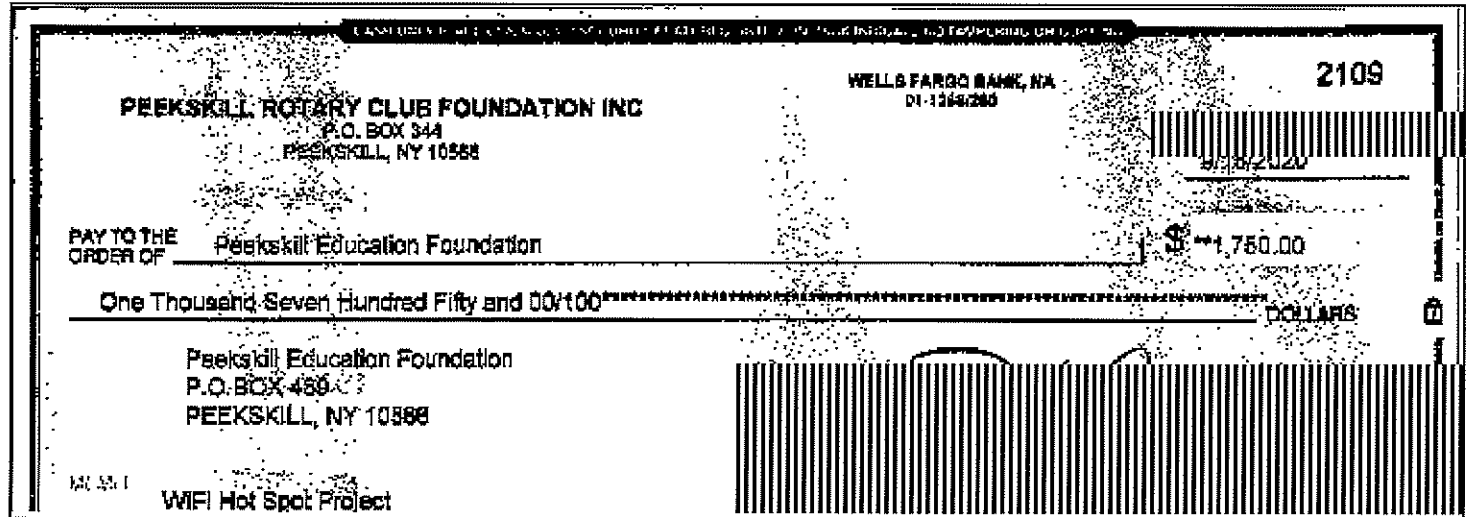 WELLS FARGO BANK, NA
2109
PEEKSKILL ROTARY CLUB FOUNDATION INC
P.O. BOX 344
PEEKSKILL, NY 10566
PAY TO THE
ORDER OF Peekskill Education Foundation $ **1,750.00
One Thousand Seven Hundred Fifty and 00/100
DOLLARS
Peekskill Education Foundation
P.O. BOX 489
PEEKSKILL, NY 10566
WIFI Hot Spot Project